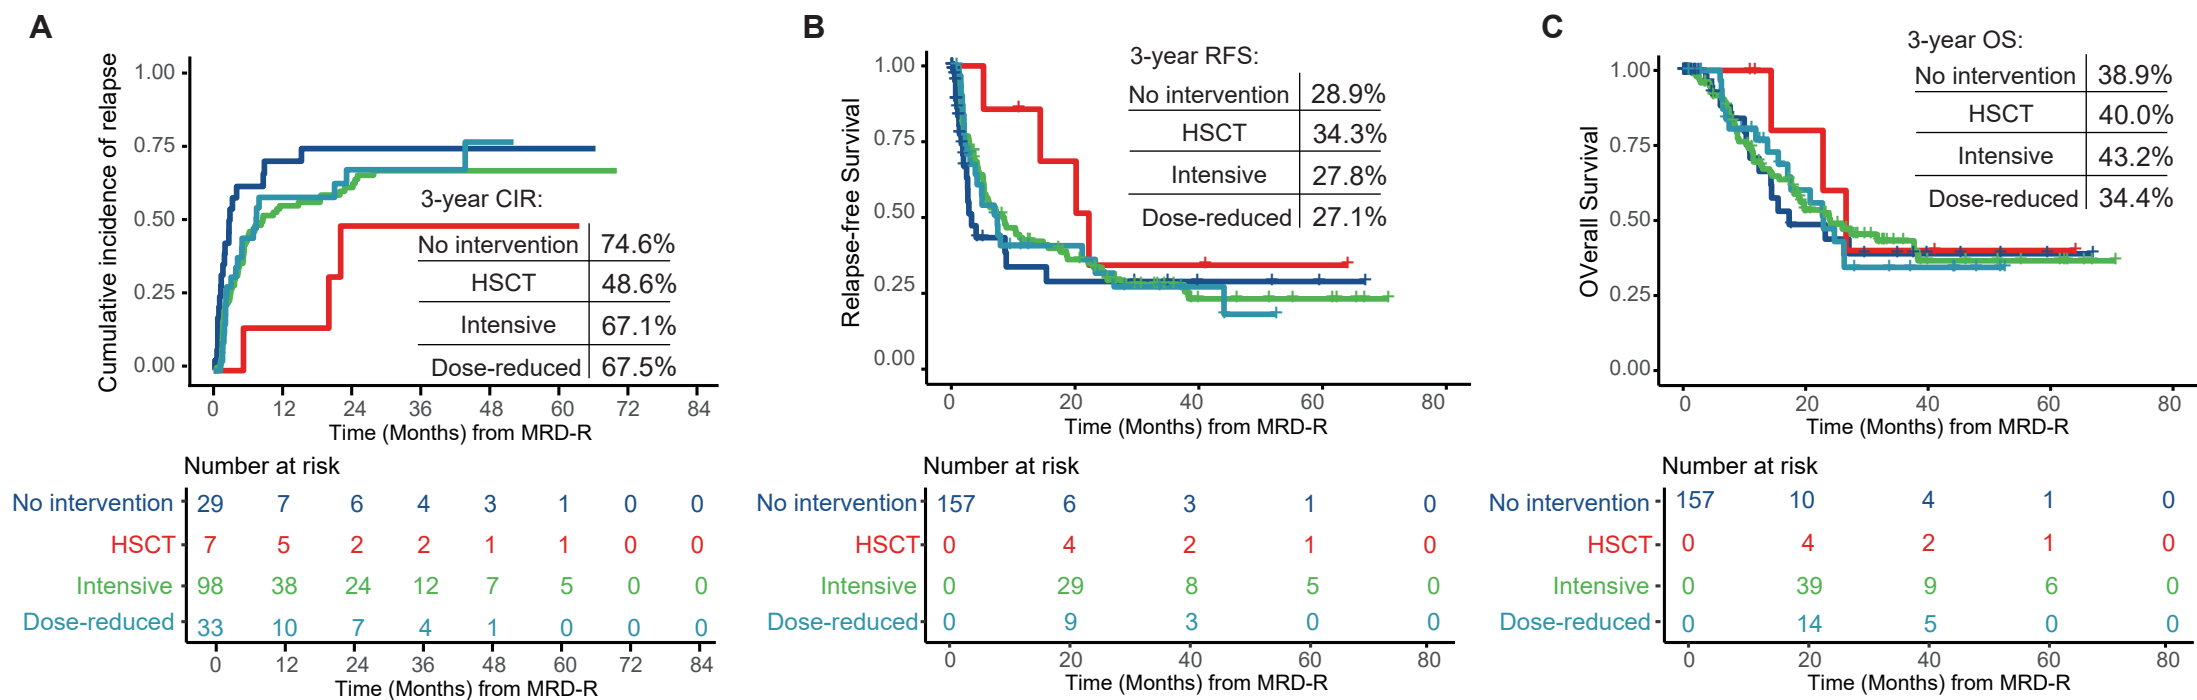 A
Cumulative incidence of relapse
1.00
0.75
0.50
0.25
0.00
3-year CIR:
No intervention 74.6%
HSCT 48.6%
Intensive 67.1%
Dose-reduced 67.5%
0 12 24 36 48 60 72 84
Time (Months) from MRD-R
Number at risk
No intervention 29 7 6 4 3 1 0 0
HSCT 7 5 2 2 1 1 0 0
Intensive 98 38 24 12 7 5 0 0
Dose-reduced 33 10 7 4 1 0 0 0
0 12 24 36 48 60 72 84
Time (Months) from MRD-R
B
Relapse-free Survival
1.00
0.75
0.50
0.25
0.00
3-year RFS:
No intervention 28.9%
HSCT 34.3%
Intensive 27.8%
Dose-reduced 27.1%
0 20 40 60 80
Time (Months) from MRD-R
Number at risk
No intervention 157 6 3 1 0
HSCT 0 4 2 1 0
Intensive 0 29 8 5 0
Dose-reduced 0 9 3 0 0
0 20 40 60 80
Time (Months) from MRD-R
C
OVerall Survival
1.00
0.75
0.50
0.25
0.00
3-year OS:
No intervention 38.9%
HSCT 40.0%
Intensive 43.2%
Dose-reduced 34.4%
0 20 40 60 80
Time (Months) from MRD-R
Number at risk
No intervention 157 10 4 1 0
HSCT 0 4 2 1 0
Intensive 0 39 9 6 0
Dose-reduced 0 14 5 0 0
0 20 40 60 80
Time (Months) from MRD-R